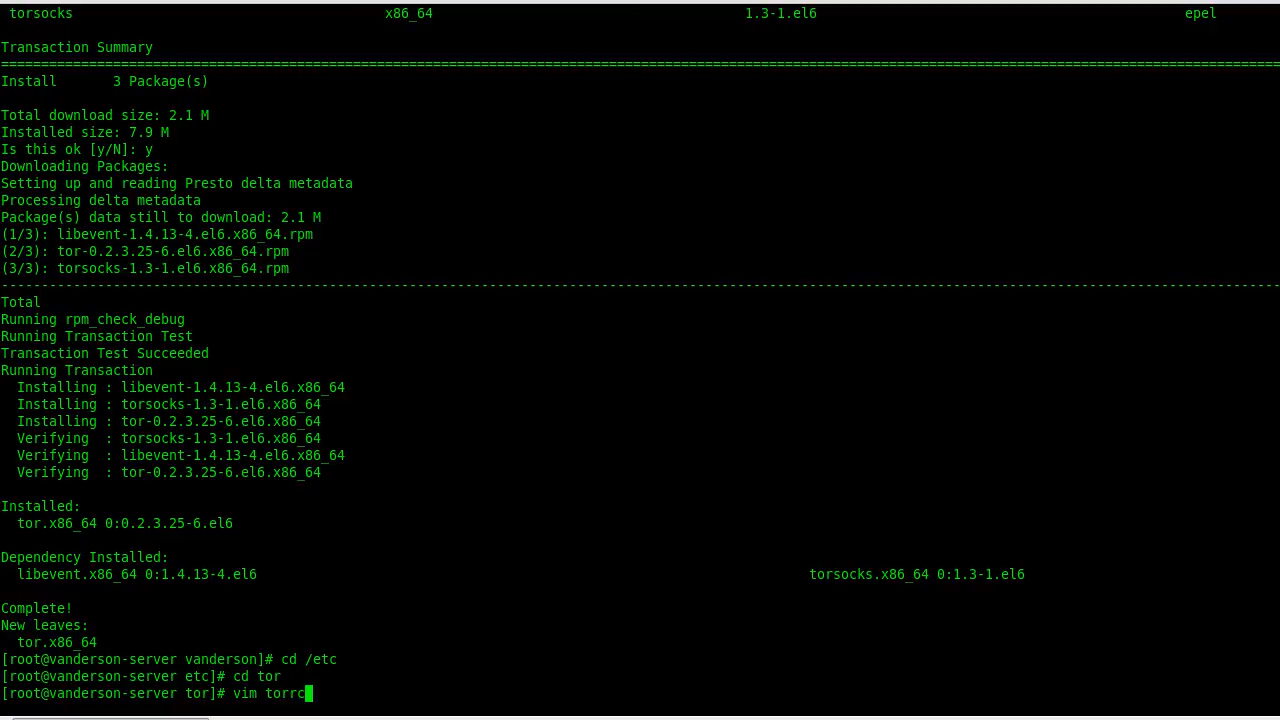 torsocks x86_64 1.3-1.el6 epel
Transaction Summary
================================================================================================================================================================
Install 3 Package(s)
Total download size: 2.1 M
Installed size: 7.9 M
Is this ok [y/N]: y
Downloading Packages:
Setting up and reading Presto delta metadata
Processing delta metadata
Package(s) data still to download: 2.1 M
(1/3): libevent-1.4.13-4.el6.x86_64.rpm
(2/3): tor-0.2.3.25-6.el6.x86_64.rpm
(3/3): torsocks-1.3-1.el6.x86_64.rpm
----------------------------------------------------------------------------------------------------------------------------------------------------------------
Total
Running rpm_check_debug
Running Transaction Test
Transaction Test Succeeded
Running Transaction
Installing : libevent-1.4.13-4.el6.x86_64
Installing : torsocks-1.3-1.el6.x86_64
Installing : tor-0.2.3.25-6.el6.x86_64
Verifying : torsocks-1.3-1.el6.x86_64
Verifying : libevent-1.4.13-4.el6.x86_64
Verifying : tor-0.2.3.25-6.el6.x86_64
Installed:
tor.x86_64 0:0.2.3.25-6.el6
Dependency Installed:
libevent.x86_64 0:1.4.13-4.el6 torsocks.x86_64 0:1.3-1.el6
Complete!
New leaves:
tor.x86_64
[root@vanderson-server vanderson]# cd /etc
[root@vanderson-server etc]# cd tor
[root@vanderson-server tor]# vim torrc